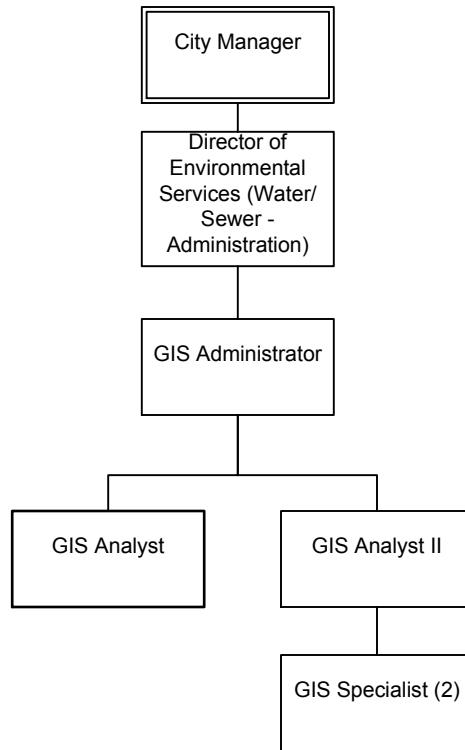 City Manager
Director of
Environmental
Services (Water/
Sewer -
Administration)
GIS Administrator
GIS Analyst
GIS Analyst II
GIS Specialist (2)